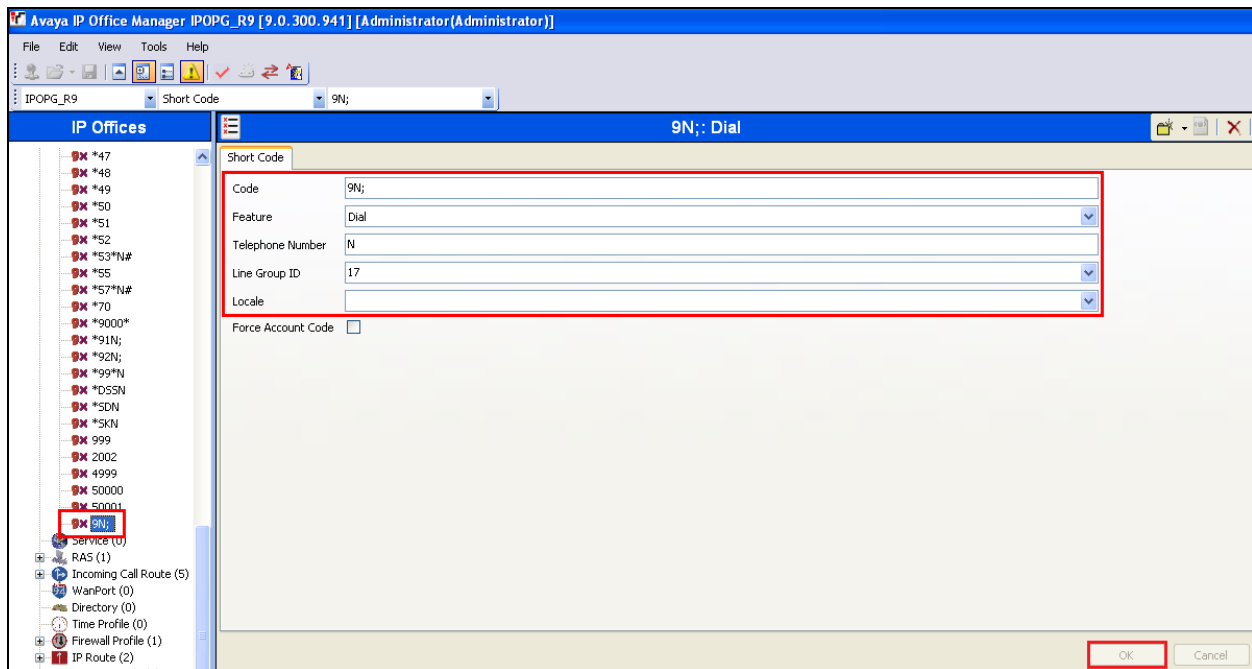 Avaya IP Office Manager IPOPG_R9 [9.0.300.941] [Administrator(Administrator)]
File Edit View Tools Help
IPOPG_R9 Short Code 9N;
IP Offices
9N;: Dial
*47
*48
*49
*50
*51
*52
*53*N#
*55
*57*N#
*70
*9000*
*91N;
*92N;
*99*N
*DSSN
*SDN
*SKN
999
2002
4999
50000
50001
9N;
Service (0)
RAS (1)
Incoming Call Route (5)
WanPort (0)
Directory (0)
Time Profile (0)
Firewall Profile (1)
IP Route (2)
Short Code
Code 9N;
Feature Dial
Telephone Number N
Line Group ID 17
Locale
Force Account Code
OK Cancel